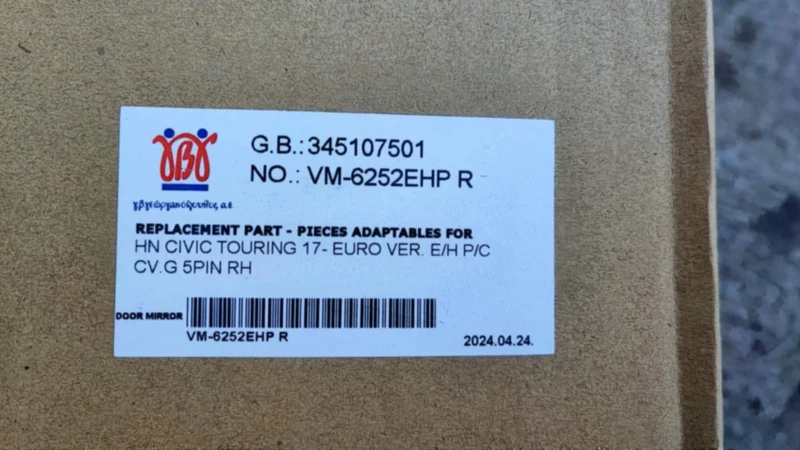 G.B.: 345107501
NO.: VM-6252EHP R
γβγεωργακόπουλος α.ε.
REPLACEMENT PART - PIECES ADAPTABLES FOR
HN CIVIC TOURING 17- EURO VER. E/H P/C
CV.G 5PIN RH
DOOR MIRROR
VM-6252EHP R
2024.04.24.